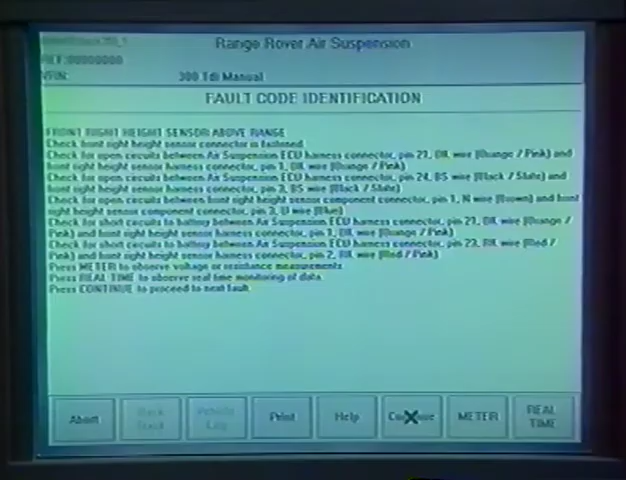 Range Rover Air Suspension
REF:00000000
VFIN: 300 Tdi Manual
FAULT CODE IDENTIFICATION
FRONT RIGHT HEIGHT SENSOR ABOVE RANGE
Check front right height sensor connector is fastened.
Check for open circuits between Air Suspension ECU harness connector, pin 21, OK wire (Orange / Pink) and
front right height sensor harness connector, pin 1, OK wire (Orange / Pink)
Check for open circuits between Air Suspension ECU harness connector, pin 24, BS wire (Black / Slate) and
front right height sensor harness connector, pin 3, BS wire (Black / Slate)
Check for open circuits between front right height sensor component connector, pin 1, N wire (Brown) and front
right height sensor component connector, pin 3, U wire (Blue)
Check for short circuits to battery between Air Suspension ECU harness connector, pin 21, OK wire (Orange /
Pink) and front right height sensor harness connector, pin 1, OK wire (Orange / Pink)
Check for short circuits to battery between Air Suspension ECU harness connector, pin 23, RK wire (Red /
Pink) and front right height sensor harness connector, pin 2, RK wire (Red / Pink)
Press METER to observe voltage or resistance measurements
Press REAL TIME to observe real time monitoring of data.
Press CONTINUE to proceed to next fault.
Abort
Back
Vehicle
Print
Help
Continue
METER
REAL
TIME